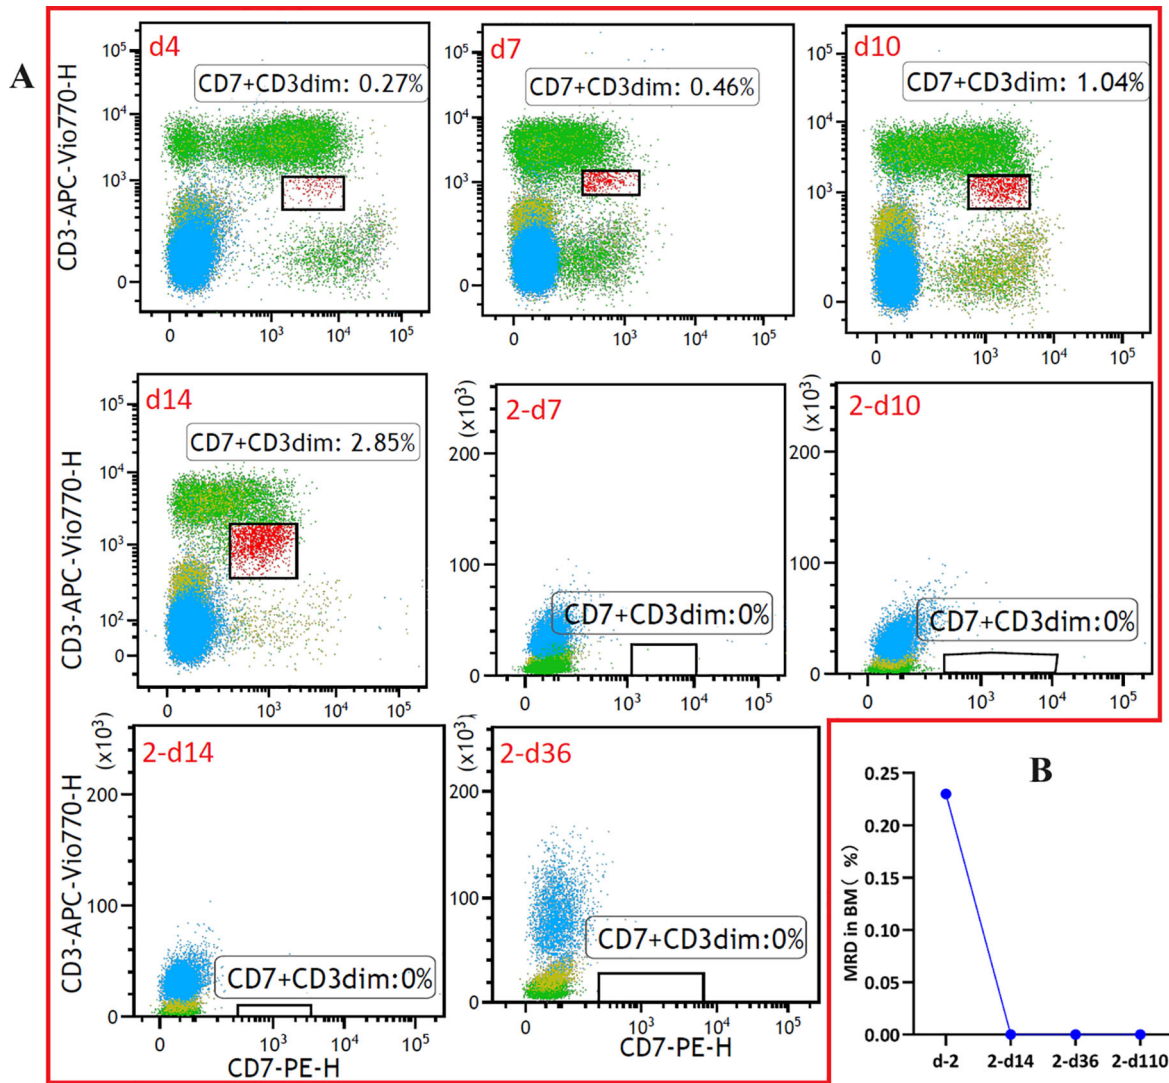 A
d4
CD7+CD3dim: 0.27%
d7
CD7+CD3dim: 0.46%
d10
CD7+CD3dim: 1.04%
CD3-APC-Vio770-H
10⁵
10⁴
10³
0
0
10³
10⁴
10⁵
10⁵
10⁴
10³
0
0
10³
10⁴
10⁵
10⁵
10⁴
10³
0
0
10³
10⁴
10⁵
d14
CD7+CD3dim: 2.85%
2-d7
CD7+CD3dim:0%
2-d10
CD7+CD3dim:0%
CD3-APC-Vio770-H
10⁵
10⁴
10³
10²
0
0
10³
10⁴
10⁵
(x10³)
200
100
0
0
10³
10⁴
10⁵
(x10³)
200
100
0
0
10³
10⁴
10⁵
2-d14
CD7+CD3dim:0%
2-d36
CD7+CD3dim:0%
CD3-APC-Vio770-H
(x10³)
200
100
0
0
10³
10⁴
10⁵
CD7-PE-H
(x10³)
200
100
0
0
10³
10⁴
10⁵
CD7-PE-H
B
MRD in BM( %)
0.25
0.20
0.15
0.10
0.05
0.00
d-2
2-d14
2-d36
2-d110